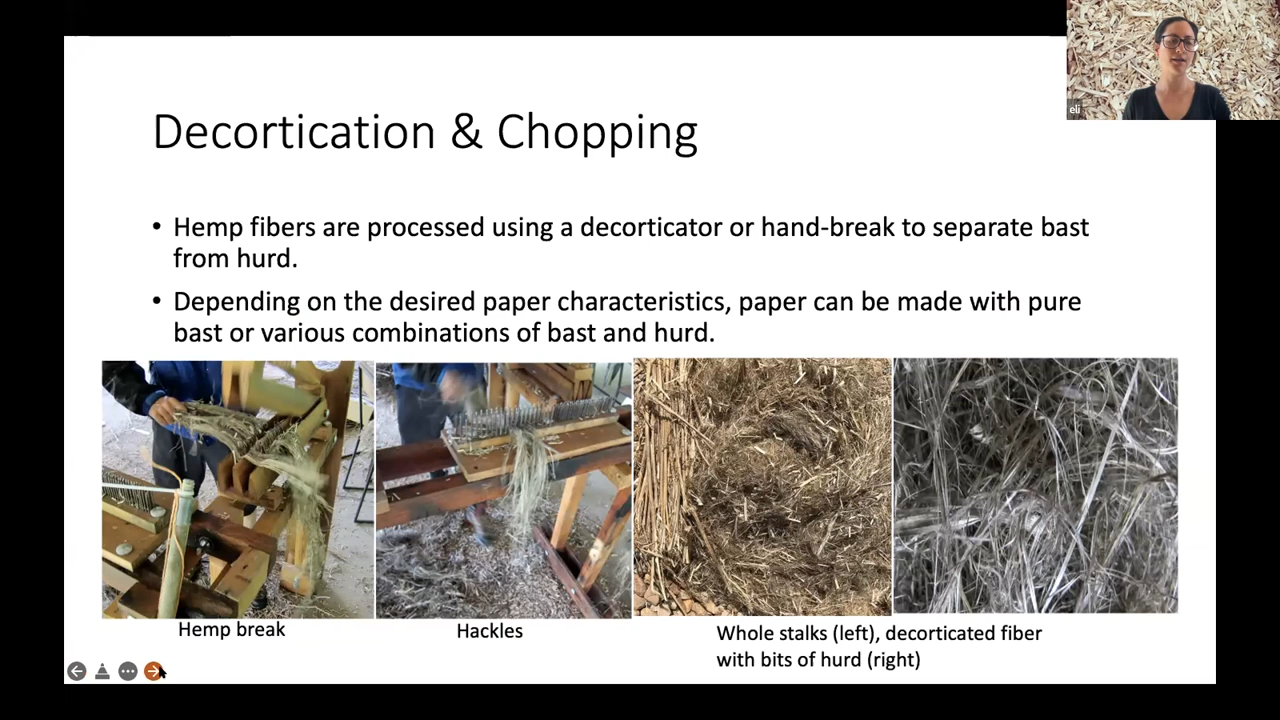 eli
Decortication & Chopping
• Hemp fibers are processed using a decorticator or hand-break to separate bast
from hurd.
• Depending on the desired paper characteristics, paper can be made with pure
bast or various combinations of bast and hurd.
Hemp break
Hackles
Whole stalks (left), decorticated fiber
with bits of hurd (right)